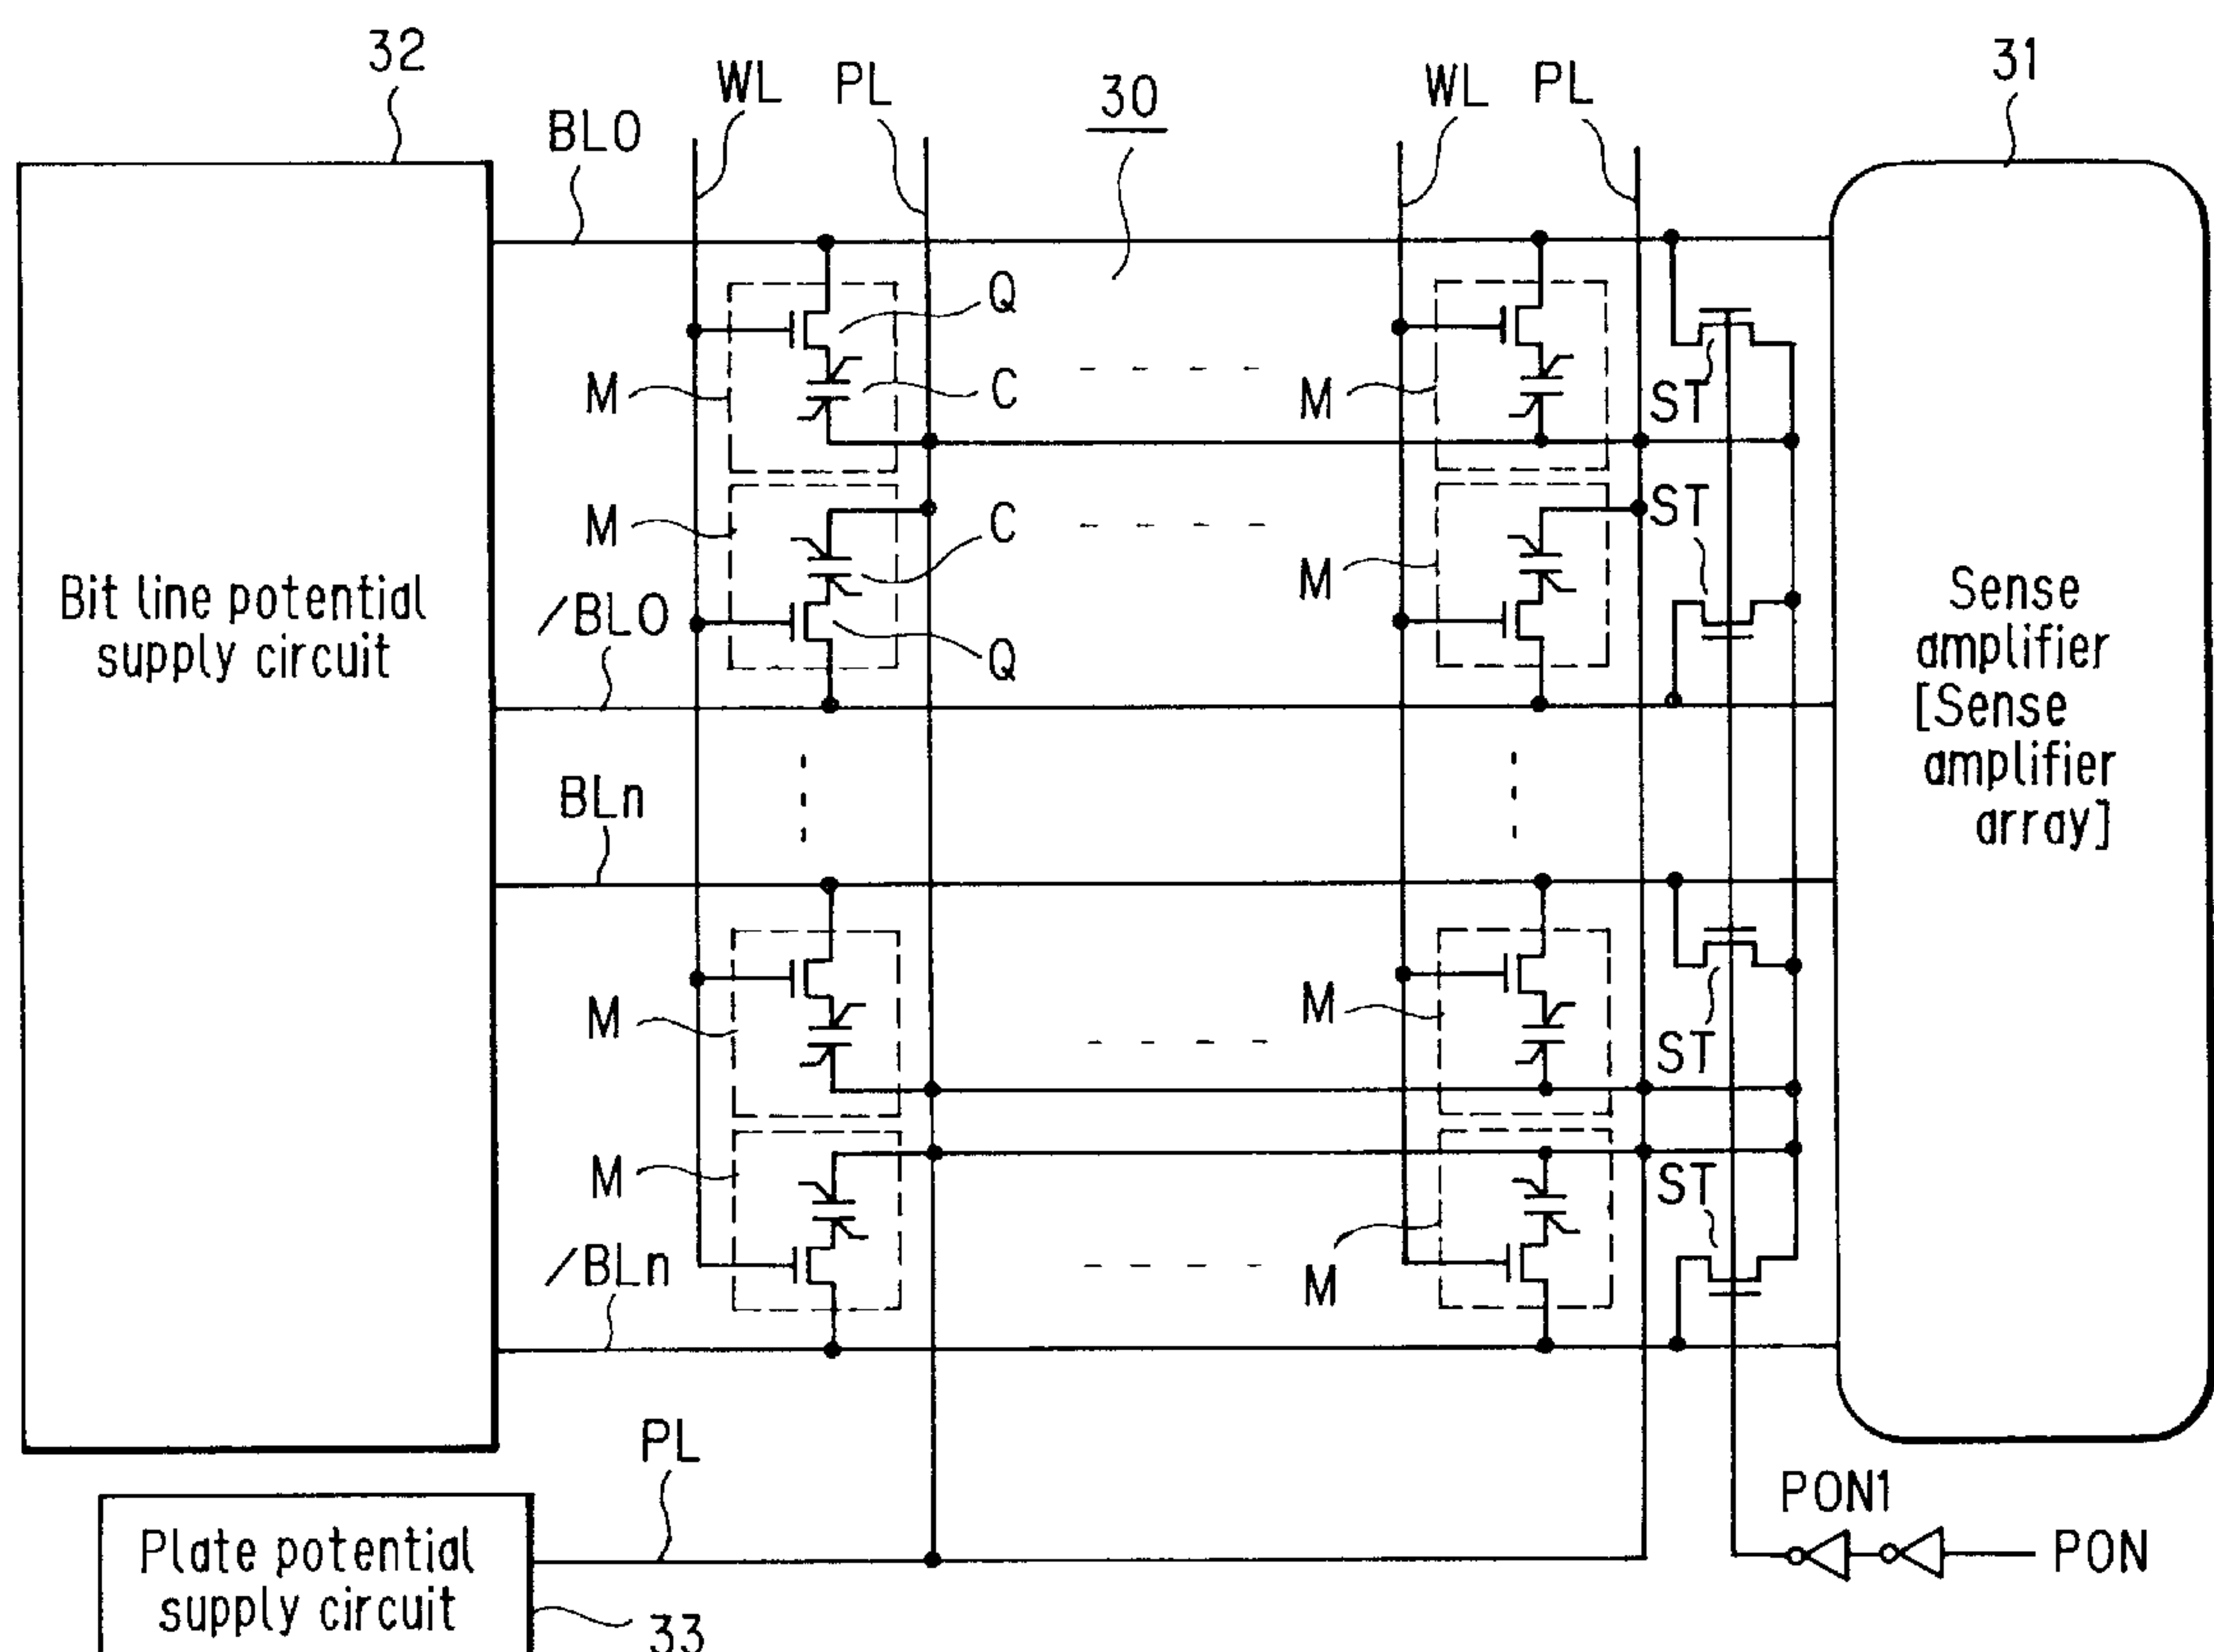 32
WL
PL
30
WL
PL
31
BL0
Q
M
C
M
ST
M
C
M
ST
Bit line potential
supply circuit
/BL0
Q
Sense
amplifier
[Sense
amplifier
array]
BLn
M
M
ST
M
M
ST
/BLn
PL
PON1
PON
Plate potential
supply circuit
33